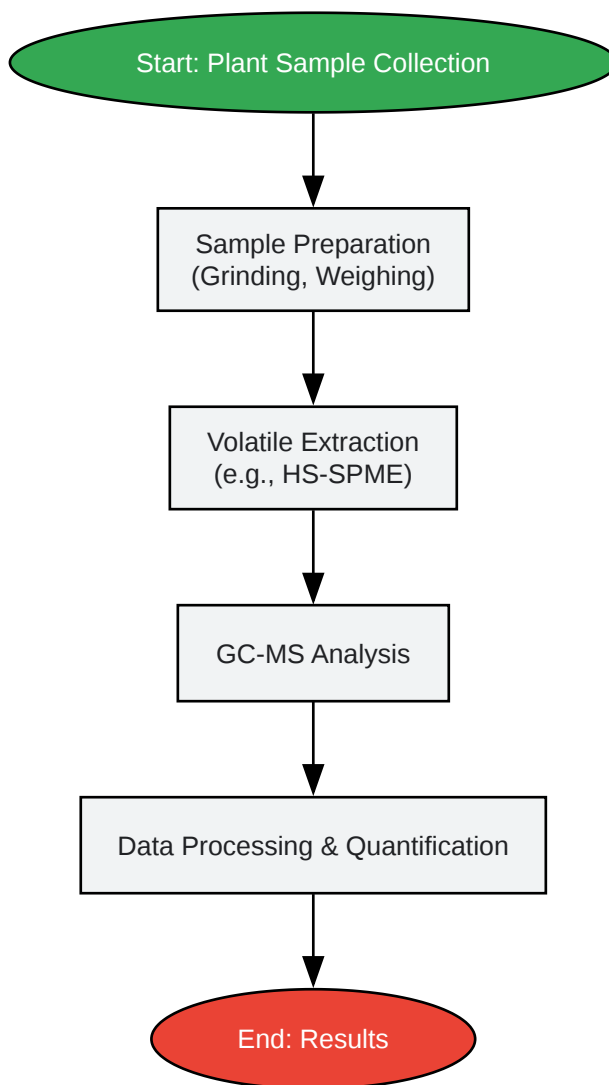 Start: Plant Sample Collection
Sample Preparation
(Grinding, Weighing)
Volatile Extraction
(e.g., HS-SPME)
GC-MS Analysis
Data Processing & Quantification
End: Results